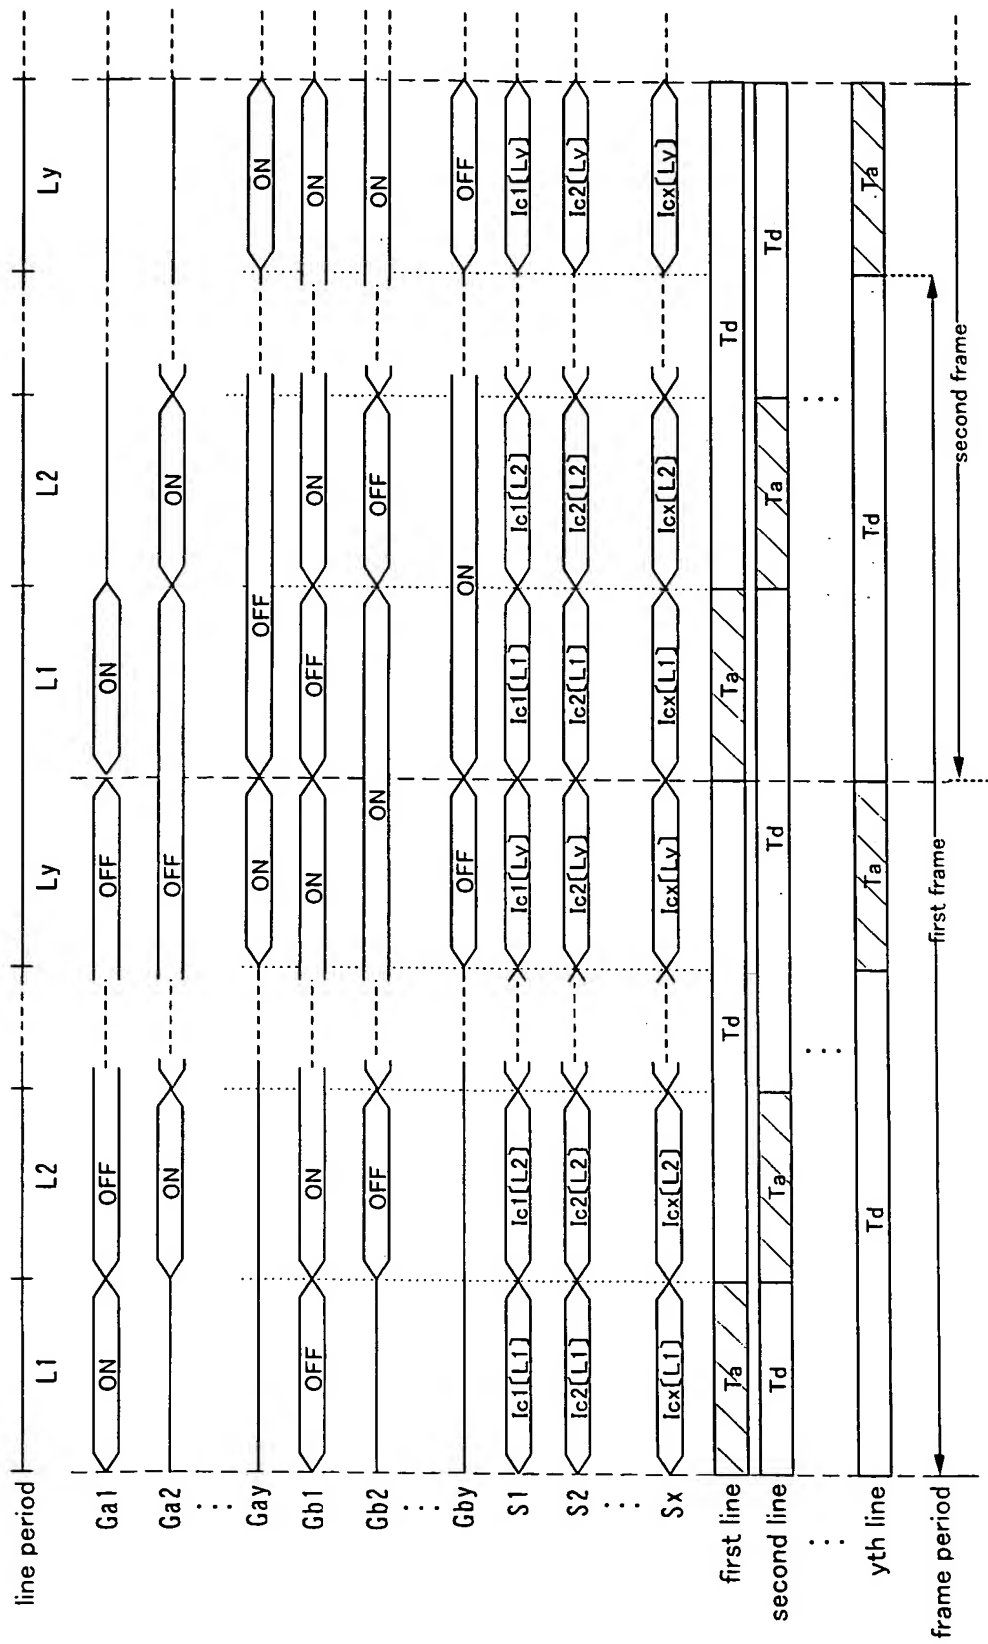 line period L1 L2 Ly L1 L2 Ly
Ga1 ON OFF OFF ON
Ga2 ON OFF ON
⋮
Gay ON OFF ON
Gb1 OFF ON ON OFF ON ON
Gb2 OFF ON OFF ON
⋮
Gby OFF ON OFF
S1 Ic1[L1] Ic1[L2] Ic1[Ly] Ic1[L1] Ic1[L2] Ic1[Ly]
S2 Ic2[L1] Ic2[L2] Ic2[Ly] Ic2[L1] Ic2[L2] Ic2[Ly]
⋮
Sx Icx[L1] Icx[L2] Icx[Ly] Icx[L1] Icx[L2] Icx[Ly]
first line Ta Td Ta Td
second line Td Ta Td Ta Td
⋮
yth line Td Ta Td Ta
frame period first frame
second frame